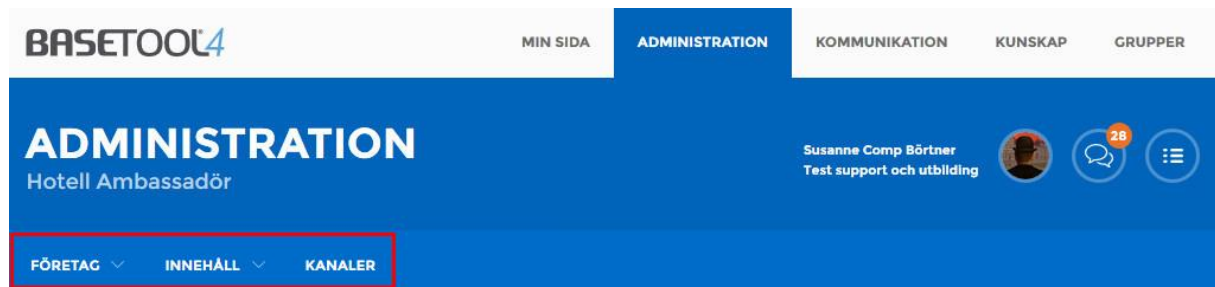 BASETOOL4
MIN SIDA ADMINISTRATION KOMMUNIKATION KUNSKAP GRUPPER
ADMINISTRATION
Hotell Ambassadör
Susanne Comp Börtner
Test support och utbildning
28
FÖRETAG INNEHÅLL KANALER